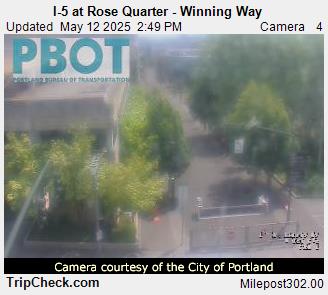 I-5 at Rose Quarter - Winning Way
Updated May 12 2025 2:49 PM Camera 4
PBOT
PORTLAND BUREAU OF TRANSPORTATION
Camera courtesy of the City of Portland
TripCheck.com Milepost302.00